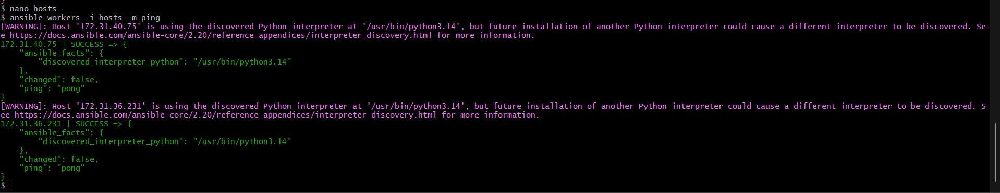 }
$ nano hosts
$ ansible workers -i hosts -m ping
[WARNING]: Host '172.31.40.75' is using the discovered Python interpreter at '/usr/bin/python3.14', but future installation of another Python interpreter could cause a different interpreter to be discovered. Se
e https://docs.ansible.com/ansible-core/2.20/reference_appendices/interpreter_discovery.html for more information.
172.31.40.75 | SUCCESS => {
    "ansible_facts": {
        "discovered_interpreter_python": "/usr/bin/python3.14"
    },
    "changed": false,
    "ping": "pong"
}
[WARNING]: Host '172.31.36.231' is using the discovered Python interpreter at '/usr/bin/python3.14', but future installation of another Python interpreter could cause a different interpreter to be discovered. S
ee https://docs.ansible.com/ansible-core/2.20/reference_appendices/interpreter_discovery.html for more information.
172.31.36.231 | SUCCESS => {
    "ansible_facts": {
        "discovered_interpreter_python": "/usr/bin/python3.14"
    },
    "changed": false,
    "ping": "pong"
}
$